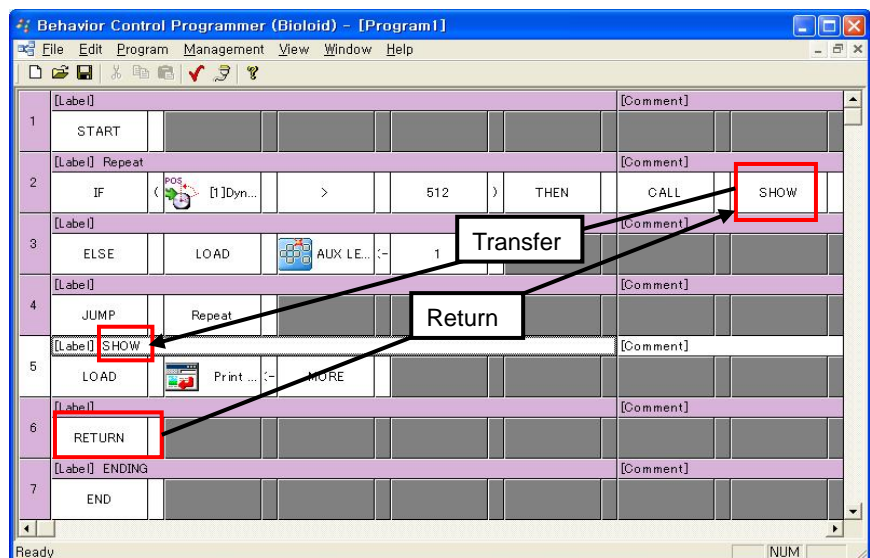 Behavior Control Programmer (Bioloid) - [Program1]
File Edit Program Management View Window Help
[Label] [Comment]
1 START
[Label] Repeat [Comment]
2 IF ( POS [1]Dyn... > 512 ) THEN CALL SHOW
[Label] [Comment]
3 ELSE LOAD AUX LE... <- 1
Transfer
[Label] [Comment]
4 JUMP Repeat
Return
[Label] SHOW [Comment]
5 LOAD Print ... <- MORE
[Label] [Comment]
6 RETURN
[Label] ENDING [Comment]
7 END
Ready NUM